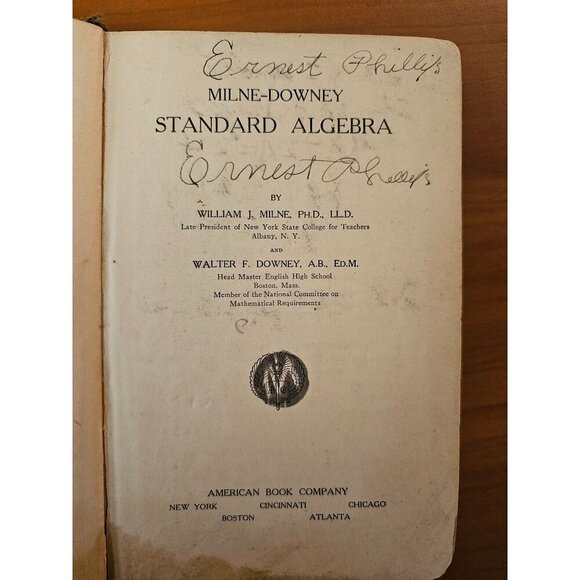 Ernest Phillips
MILNE-DOWNEY
STANDARD ALGEBRA
Ernest Phillips
BY
WILLIAM J. MILNE, PH.D., LL.D.
Late President of New York State College for Teachers
Albany, N. Y.
AND
WALTER F. DOWNEY, A.B., ED.M.
Head Master English High School
Boston, Mass.
Member of the National Committee on
Mathematical Requirements
AMERICAN BOOK COMPANY
NEW YORK CINCINNATI CHICAGO
BOSTON ATLANTA